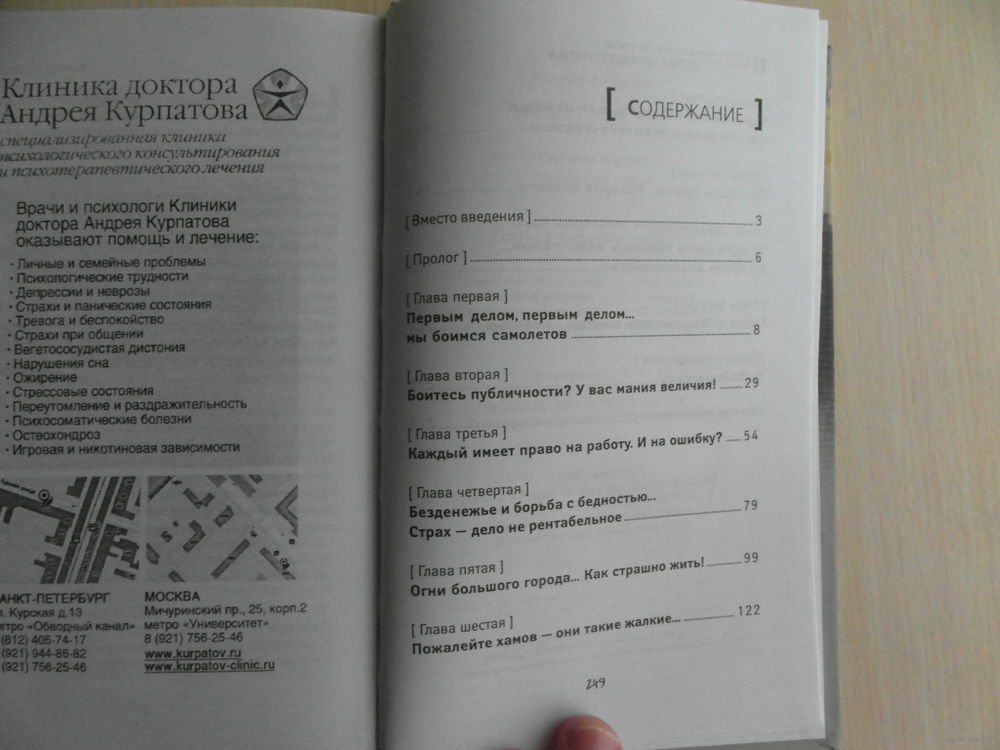 Клиника доктора
Андрея Курпатова
специализированная клиника
психологического консультирования
и психотерапевтического лечения
Врачи и психологи Клиники
доктора Андрея Курпатова
оказывают помощь и лечение:
• Личные и семейные проблемы
• Психологические трудности
• Депрессии и неврозы
• Страхи и панические состояния
• Тревога и беспокойство
• Страхи при общении
• Вегетососудистая дистония
• Нарушения сна
• Ожирение
• Стрессовые состояния
• Переутомление и раздражительность
• Психосоматические болезни
• Остеохондроз
• Игровая и никотиновая зависимости
АНКТ-ПЕТЕРБУРГ
л. Курская д.13
етро «Обводный канал»
(812) 405-74-17
(921) 944-86-82
(921) 756-25-46
МОСКВА
Мичуринский пр., 25, корп.2
метро «Университет»
8 (921) 756-25-46
www.kurpatov.ru
www.kurpatov-clinic.ru
[ СОДЕРЖАНИЕ ]
[ Вместо введения ] 3
[ Пролог ] 6
[ Глава первая ]
Первым делом, первым делом...
мы боимся самолетов 8
[ Глава вторая ]
Боитесь публичности? У вас мания величия! 29
[ Глава третья ]
Каждый имеет право на работу. И на ошибку? 54
[ Глава четвертая ]
Безденежье и борьба с бедностью...
Страх — дело не рентабельное 79
[ Глава пятая ]
Огни большого города... Как страшно жить! 99
[ Глава шестая ]
Пожалейте хамов — они такие жалкие... 122
249